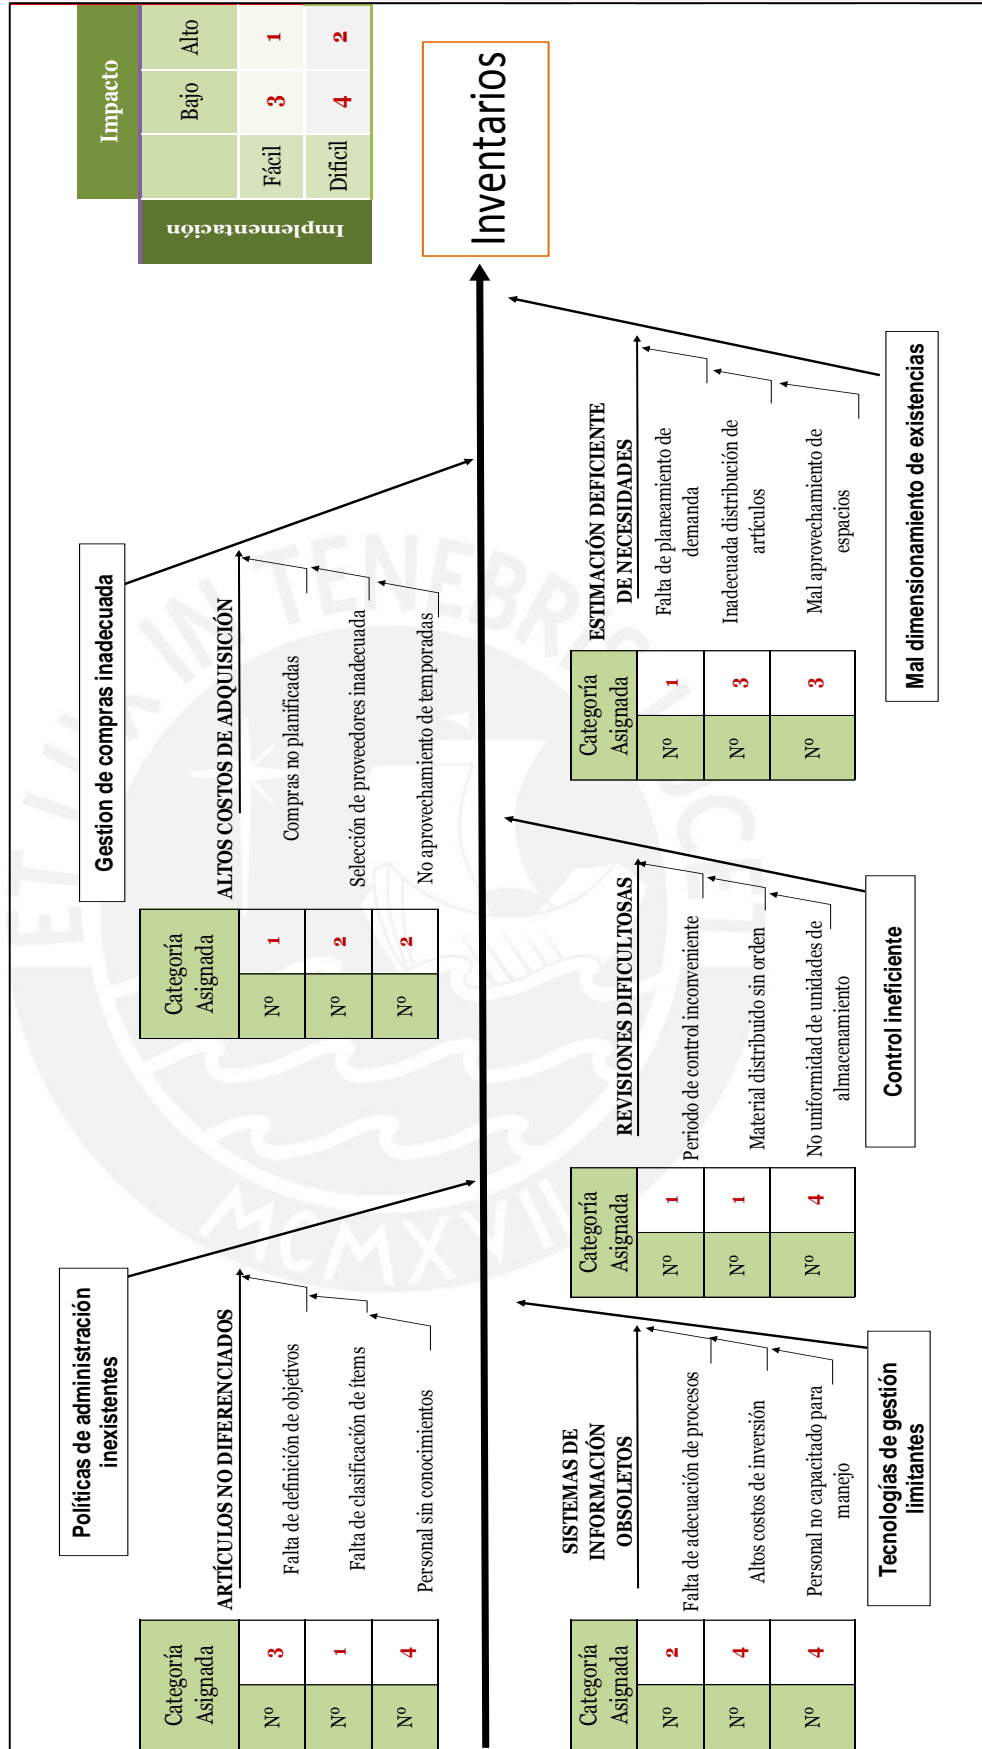 Políticas de administración
inexistentes
Gestion de compras inadecuada
Impacto
Implementación
Bajo
Alto
Fácil
3
1
Dificil
4
2
Categoría
Asignada
Nº
3
Nº
1
Nº
4
ARTÍCULOS NO DIFERENCIADOS
Falta de definición de objetivos
Falta de clasificación de ítems
Personal sin conocimientos
Categoría
Asignada
Nº
1
Nº
2
Nº
2
ALTOS COSTOS DE ADQUISICIÓN
Compras no planificadas
Selección de proveedores inadecuada
No aprovechamiento de temporadas
Inventarios
Categoría
Asignada
Nº
2
Nº
4
Nº
4
SISTEMAS DE
INFORMACIÓN
OBSOLETOS
Falta de adecuación de procesos
Altos costos de inversión
Personal no capacitado para
manejo
Categoría
Asignada
Nº
1
Nº
1
Nº
4
REVISIONES DIFICULTOSAS
Periodo de control inconveniente
Material distribuido sin orden
No uniformidad de unidades de
almacenamiento
Categoría
Asignada
Nº
1
Nº
3
Nº
3
ESTIMACIÓN DEFICIENTE
DE NECESIDADES
Falta de planeamiento de
demanda
Inadecuada distribución de
artículos
Mal aprovechamiento de
espacios
Tecnologías de gestión
limitantes
Control ineficiente
Mal dimensionamiento de existencias
ET LUX IN TENEBRIS LUCET
MCMXVII